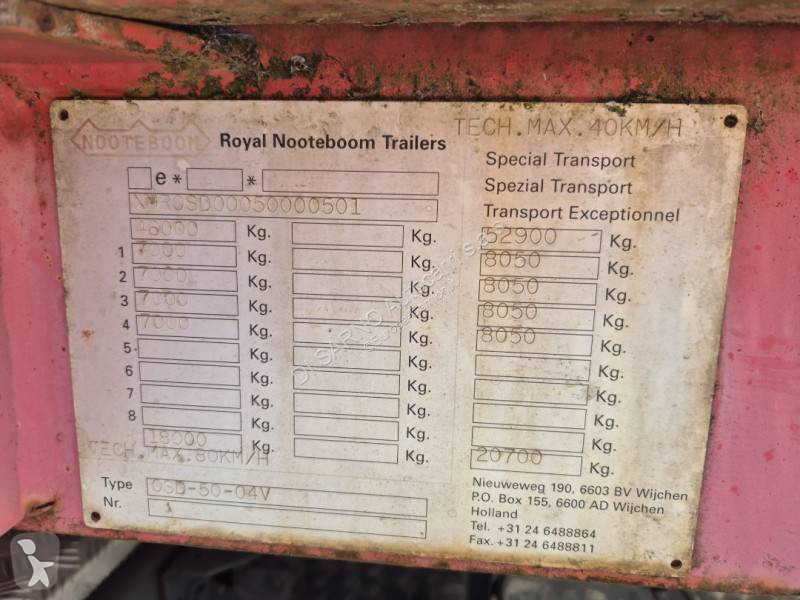 NOOTEBOOM
Royal Nooteboom Trailers
TECH.MAX.40KM/H
Special Transport
Spezial Transport
Transport Exceptionnel
e* *
46000 Kg. Kg. 52900 Kg.
1 7000 Kg. Kg. 8050 Kg.
2 7000 Kg. Kg. 8050 Kg.
3 7000 Kg. Kg. 8050 Kg.
4 7000 Kg. Kg. 8050 Kg.
5 Kg. Kg. Kg.
6 Kg. Kg. Kg.
7 Kg. Kg. Kg.
8 Kg. Kg. Kg.
18000 Kg. Kg. 20700 Kg.
TECH.MAX.80KM/H
Type OSD-50-04V
Nr.
Nieuweweg 190, 6603 BV Wijchen
P.O. Box 155, 6600 AD Wijchen
Holland
Tel. +31 24 6488864
Fax. +31 24 6488811
DI SARNO Autocarri s.a.s.